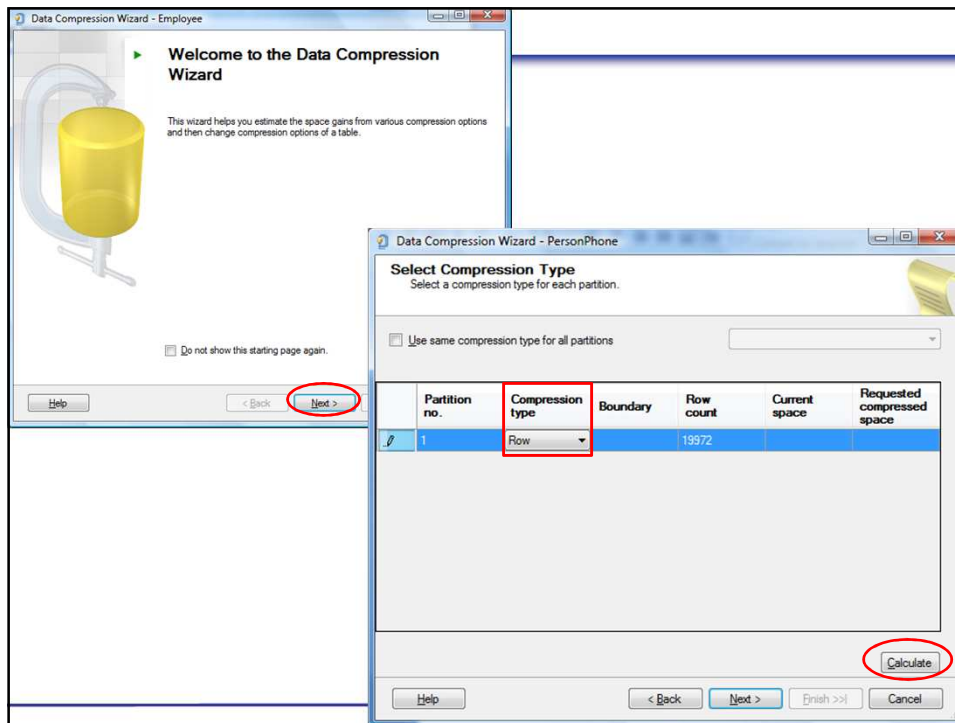 Data Compression Wizard - Employee
Welcome to the Data Compression
Wizard
This wizard helps you estimate the space gains from various compression options
and then change compression options of a table.
Do not show this starting page again.
Help
< Back
Next >
Data Compression Wizard - PersonPhone
Select Compression Type
Select a compression type for each partition.
Use same compression type for all partitions
Partition no.
Compression type
Boundary
Row count
Current space
Requested compressed space
1
Row
19972
Calculate
Help
< Back
Next >
Finish >>|
Cancel